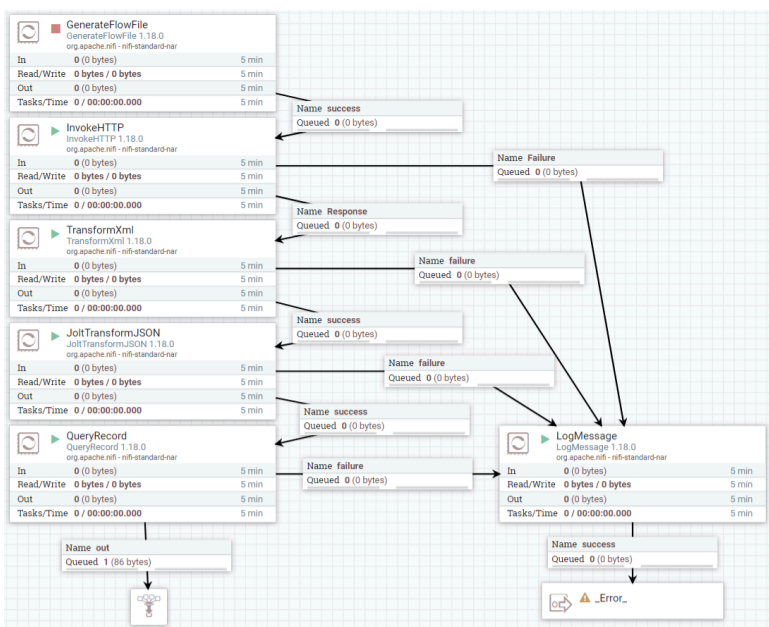 GenerateFlowFile
GenerateFlowFile 1.18.0
org.apache.nifi - nifi-standard-nar
In 0 (0 bytes) 5 min
Read/Write 0 bytes / 0 bytes 5 min
Out 0 (0 bytes) 5 min
Tasks/Time 0 / 00:00:00.000 5 min
Name success
Queued 0 (0 bytes)
InvokeHTTP
InvokeHTTP 1.18.0
org.apache.nifi - nifi-standard-nar
In 0 (0 bytes) 5 min
Read/Write 0 bytes / 0 bytes 5 min
Out 0 (0 bytes) 5 min
Tasks/Time 0 / 00:00:00.000 5 min
Name Failure
Queued 0 (0 bytes)
Name Response
Queued 0 (0 bytes)
TransformXml
TransformXml 1.18.0
org.apache.nifi - nifi-standard-nar
In 0 (0 bytes) 5 min
Read/Write 0 bytes / 0 bytes 5 min
Out 0 (0 bytes) 5 min
Tasks/Time 0 / 00:00:00.000 5 min
Name failure
Queued 0 (0 bytes)
Name success
Queued 0 (0 bytes)
JoltTransformJSON
JoltTransformJSON 1.18.0
org.apache.nifi - nifi-standard-nar
In 0 (0 bytes) 5 min
Read/Write 0 bytes / 0 bytes 5 min
Out 0 (0 bytes) 5 min
Tasks/Time 0 / 00:00:00.000 5 min
Name failure
Queued 0 (0 bytes)
Name success
Queued 0 (0 bytes)
QueryRecord
QueryRecord 1.18.0
org.apache.nifi - nifi-standard-nar
In 0 (0 bytes) 5 min
Read/Write 0 bytes / 0 bytes 5 min
Out 0 (0 bytes) 5 min
Tasks/Time 0 / 00:00:00.000 5 min
Name failure
Queued 0 (0 bytes)
LogMessage
LogMessage 1.18.0
org.apache.nifi - nifi-standard-nar
In 0 (0 bytes) 5 min
Read/Write 0 bytes / 0 bytes 5 min
Out 0 (0 bytes) 5 min
Tasks/Time 0 / 00:00:00.000 5 min
Name out
Queued 1 (86 bytes)
Name success
Queued 0 (0 bytes)
_Error_